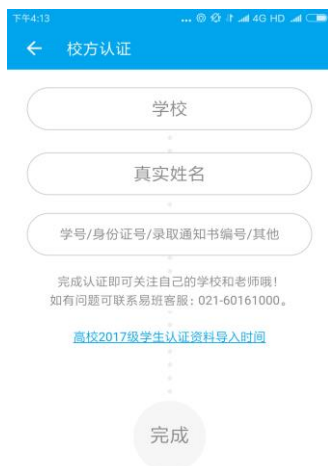 下午4:13 ... 4G HD
校方认证
学校
真实姓名
学号/身份证号/录取通知书编号/其他
完成认证即可关注自己的学校和老师哦!
如有问题可联系易班客服:021-60161000。
高校2017级学生认证资料导入时间
完成